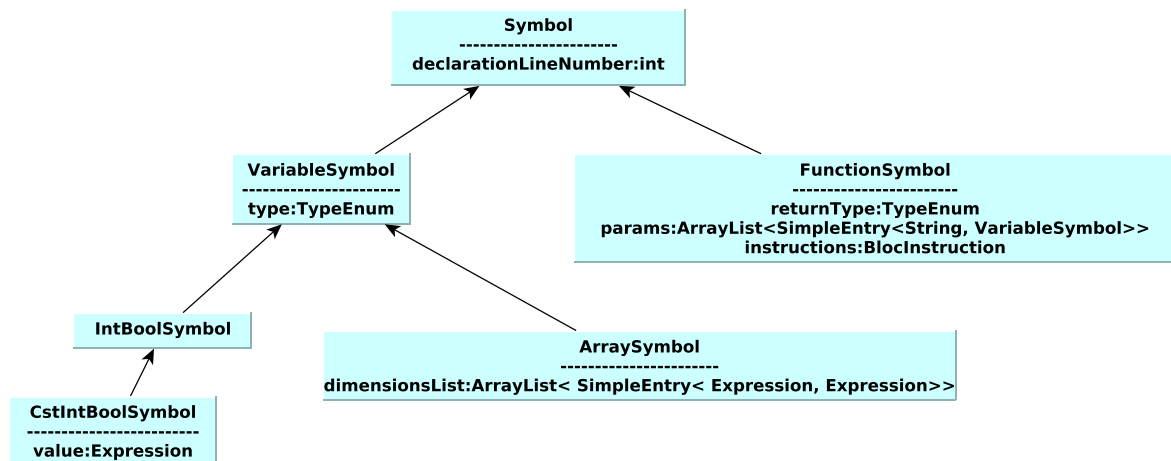 Symbol
-----------------------
declarationLineNumber:int
VariableSymbol
-----------------------
type:TypeEnum
FunctionSymbol
------------------------
returnType:TypeEnum
params:ArrayList<SimpleEntry<String, VariableSymbol>>
instructions:BlocInstruction
IntBoolSymbol
ArraySymbol
-----------------------
dimensionsList:ArrayList< SimpleEntry< Expression, Expression>>
CstIntBoolSymbol
-------------------------
value:Expression